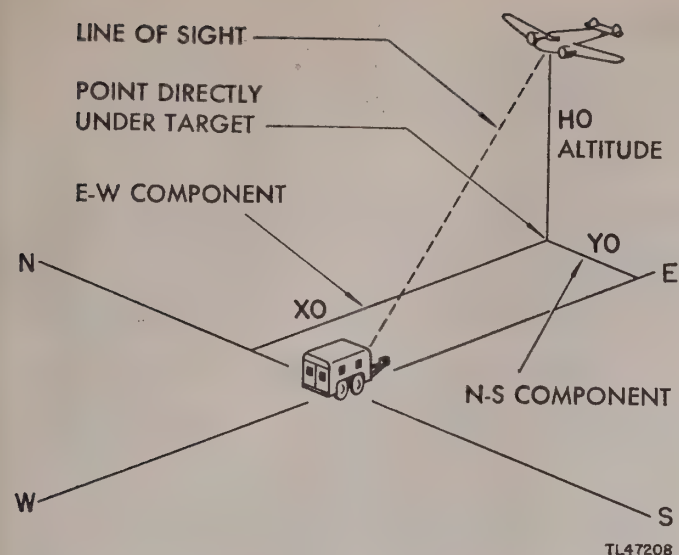 LINE OF SIGHT
POINT DIRECTLY
UNDER TARGET
HO
ALTITUDE
E-W COMPONENT
YO
N
E
XO
N-S COMPONENT
W
S
TL47208